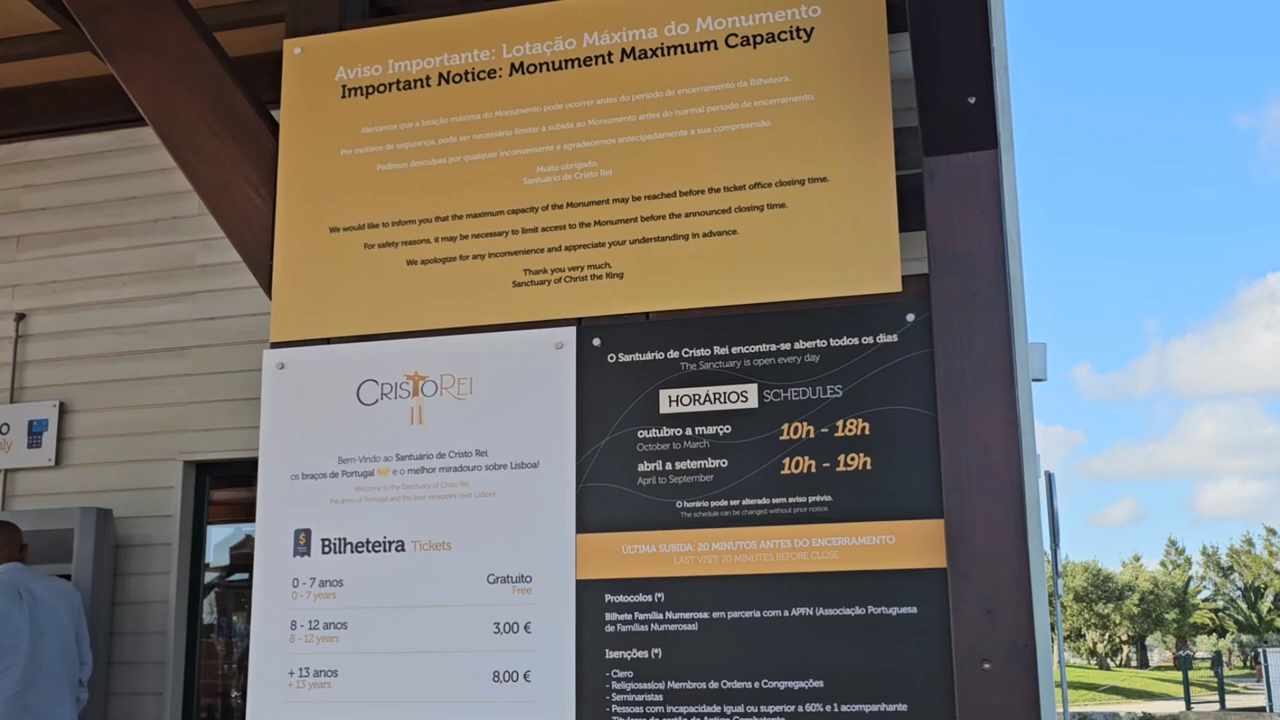 Aviso Importante: Lotação Máxima do Monumento
Important Notice: Monument Maximum Capacity
Alertamos que a lotação máxima do Monumento pode ocorrer antes do período de encerramento da Bilheteira.
Por motivos de segurança, pode ser necessário limitar a subida ao Monumento antes do normal período de encerramento.
Pedimos desculpas por qualquer inconveniente e agradecemos antecipadamente a sua compreensão.
Muito obrigado,
Santuário de Cristo Rei
We would like to inform you that the maximum capacity of the Monument may be reached before the ticket office closing time.
For safety reasons, it may be necessary to limit access to the Monument before the announced closing time.
We apologize for any inconvenience and appreciate your understanding in advance.
Thank you very much,
Sanctuary of Christ the King
CRISTO REI
Bem-Vindo ao Santuário de Cristo Rei,
os braços de Portugal e o melhor miradouro sobre Lisboa!
Welcome to the Sanctuary of Cristo Rei,
the arms of Portugal and the best viewpoint over Lisbon!
Bilheteira Tickets
0 - 7 anos Gratuito
0 - 7 years Free
8 - 12 anos 3,00 €
8 - 12 years
+ 13 anos 8,00 €
+ 13 years
O Santuário de Cristo Rei encontra-se aberto todos os dias
The Sanctuary is open every day
HORÁRIOS SCHEDULES
outubro a março 10h - 18h
October to March
abril a setembro 10h - 19h
April to September
O horário pode ser alterado sem aviso prévio.
The schedule can be changed without prior notice
ÚLTIMA SUBIDA: 20 MINUTOS ANTES DO ENCERRAMENTO
LAST VISIT: 20 MINUTES BEFORE CLOSE
Protocolos (*)
Bilhete Família Numerosa: em parceria com a APFN (Associação Portuguesa
de Famílias Numerosas)
Isenções (*)
- Clero
- Religiosas(os) Membros de Ordens e Congregações
- Seminaristas
- Pessoas com incapacidade igual ou superior a 60% e 1 acompanhante
- Titulares do cartão de Antigo Combatente